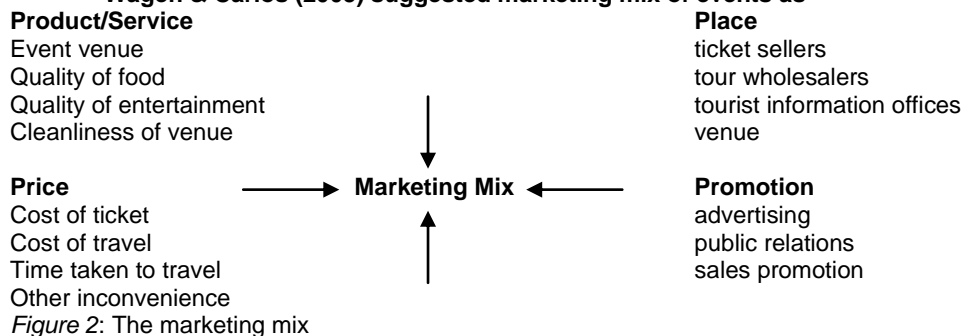 Wagen & Carlos (2005) suggested marketing mix of events as
Product/Service
Event venue
Quality of food
Quality of entertainment
Cleanliness of venue
Place
ticket sellers
tour wholesalers
tourist information offices
venue
Price
Cost of ticket
Cost of travel
Time taken to travel
Other inconvenience
Marketing Mix
Promotion
advertising
public relations
sales promotion
Figure 2: The marketing mix